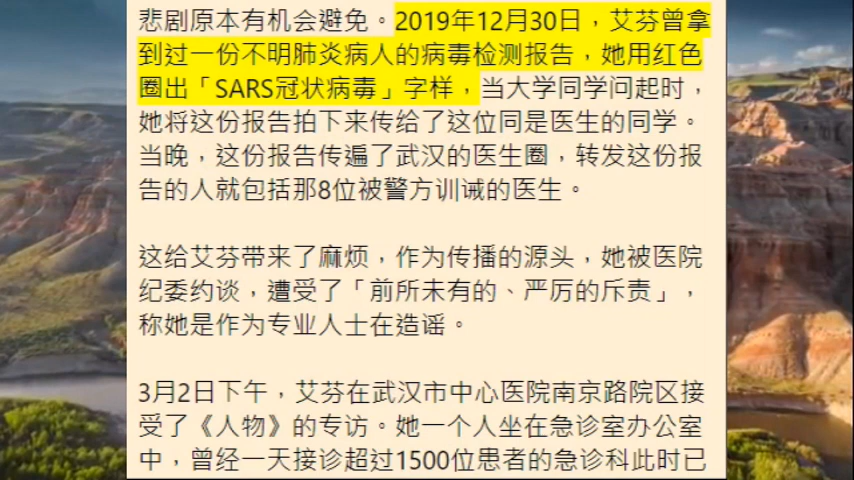 悲剧原本有机会避免。2019年12月30日，艾芬曾拿
到过一份不明肺炎病人的病毒检测报告，她用红色
圈出「SARS冠状病毒」字样，当大学同学问起时，
她将这份报告拍下来传给了这位同是医生的同学。
当晚，这份报告传遍了武汉的医生圈，转发这份报
告的人就包括那8位被警方训诫的医生。
这给艾芬带来了麻烦，作为传播的源头，她被医院
纪委约谈，遭受了「前所未有的、严厉的斥责」，
称她是作为专业人士在造谣。
3月2日下午，艾芬在武汉市中心医院南京路院区接
受了《人物》的专访。她一个人坐在急诊室办公室
中，曾经一天接诊超过1500位患者的急诊科此时已